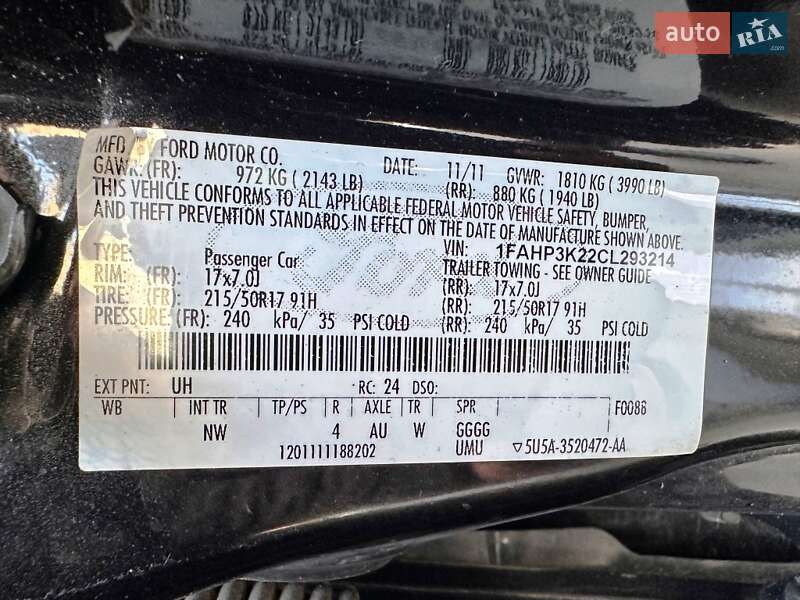 auto RIA .com
MFD BY FORD MOTOR CO. DATE: 11/11 GVWR: 1810 KG ( 3990 LB)
GAWR: (FR): 972 KG ( 2143 LB) (RR): 880 KG ( 1940 LB)
THIS VEHICLE CONFORMS TO ALL APPLICABLE FEDERAL MOTOR VEHICLE SAFETY, BUMPER,
AND THEFT PREVENTION STANDARDS IN EFFECT ON THE DATE OF MANUFACTURE SHOWN ABOVE.
VIN: 1FAHP3K22CL293214
TYPE: Passenger Car TRAILER TOWING - SEE OWNER GUIDE
RIM: 17x7.0J (RR): 17x7.0J
TIRE: 215/50R17 91H (RR): 215/50R17 91H
PRESSURE: (FR): 240 kPa/ 35 PSI COLD (RR): 240 kPa/ 35 PSI COLD
EXT PNT: UH RC: 24 DSO:
WB INT TR TP/PS R AXLE TR SPR F0088
NW 4 AU W GGGG
1201111188202 UMU ▽5U5A-3520472-AA